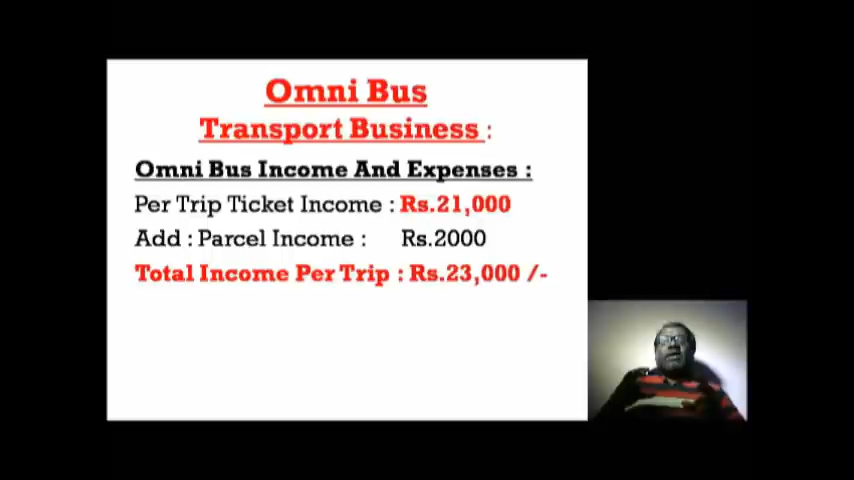 Omni Bus
Transport Business :
Omni Bus Income And Expenses :
Per Trip Ticket Income : Rs.21,000
Add : Parcel Income : Rs.2000
Total Income Per Trip : Rs.23,000 /-